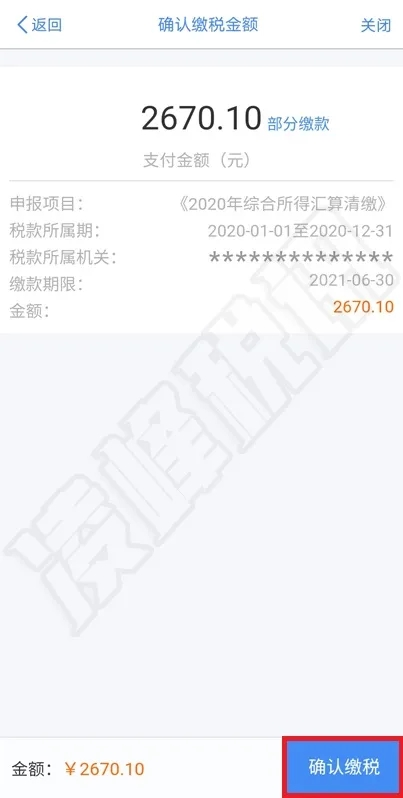 返回 确认缴税金额 关闭
2670.10 部分缴款
支付金额（元）
申报项目： 《2020年综合所得汇算清缴》
税款所属期： 2020-01-01至2020-12-31
税款所属机关： **************
缴款期限： 2021-06-30
金额： 2670.10
凌峰税研
金额：￥2670.10 确认缴税